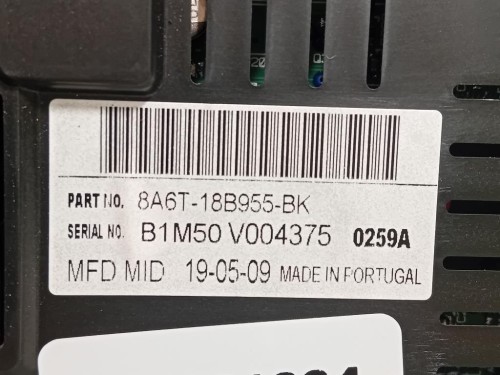 PART NO. 8A6T-18B955-BK
SERIAL NO. B1M50 V004375 0259A
MFD MID 19-05-09 MADE IN PORTUGAL